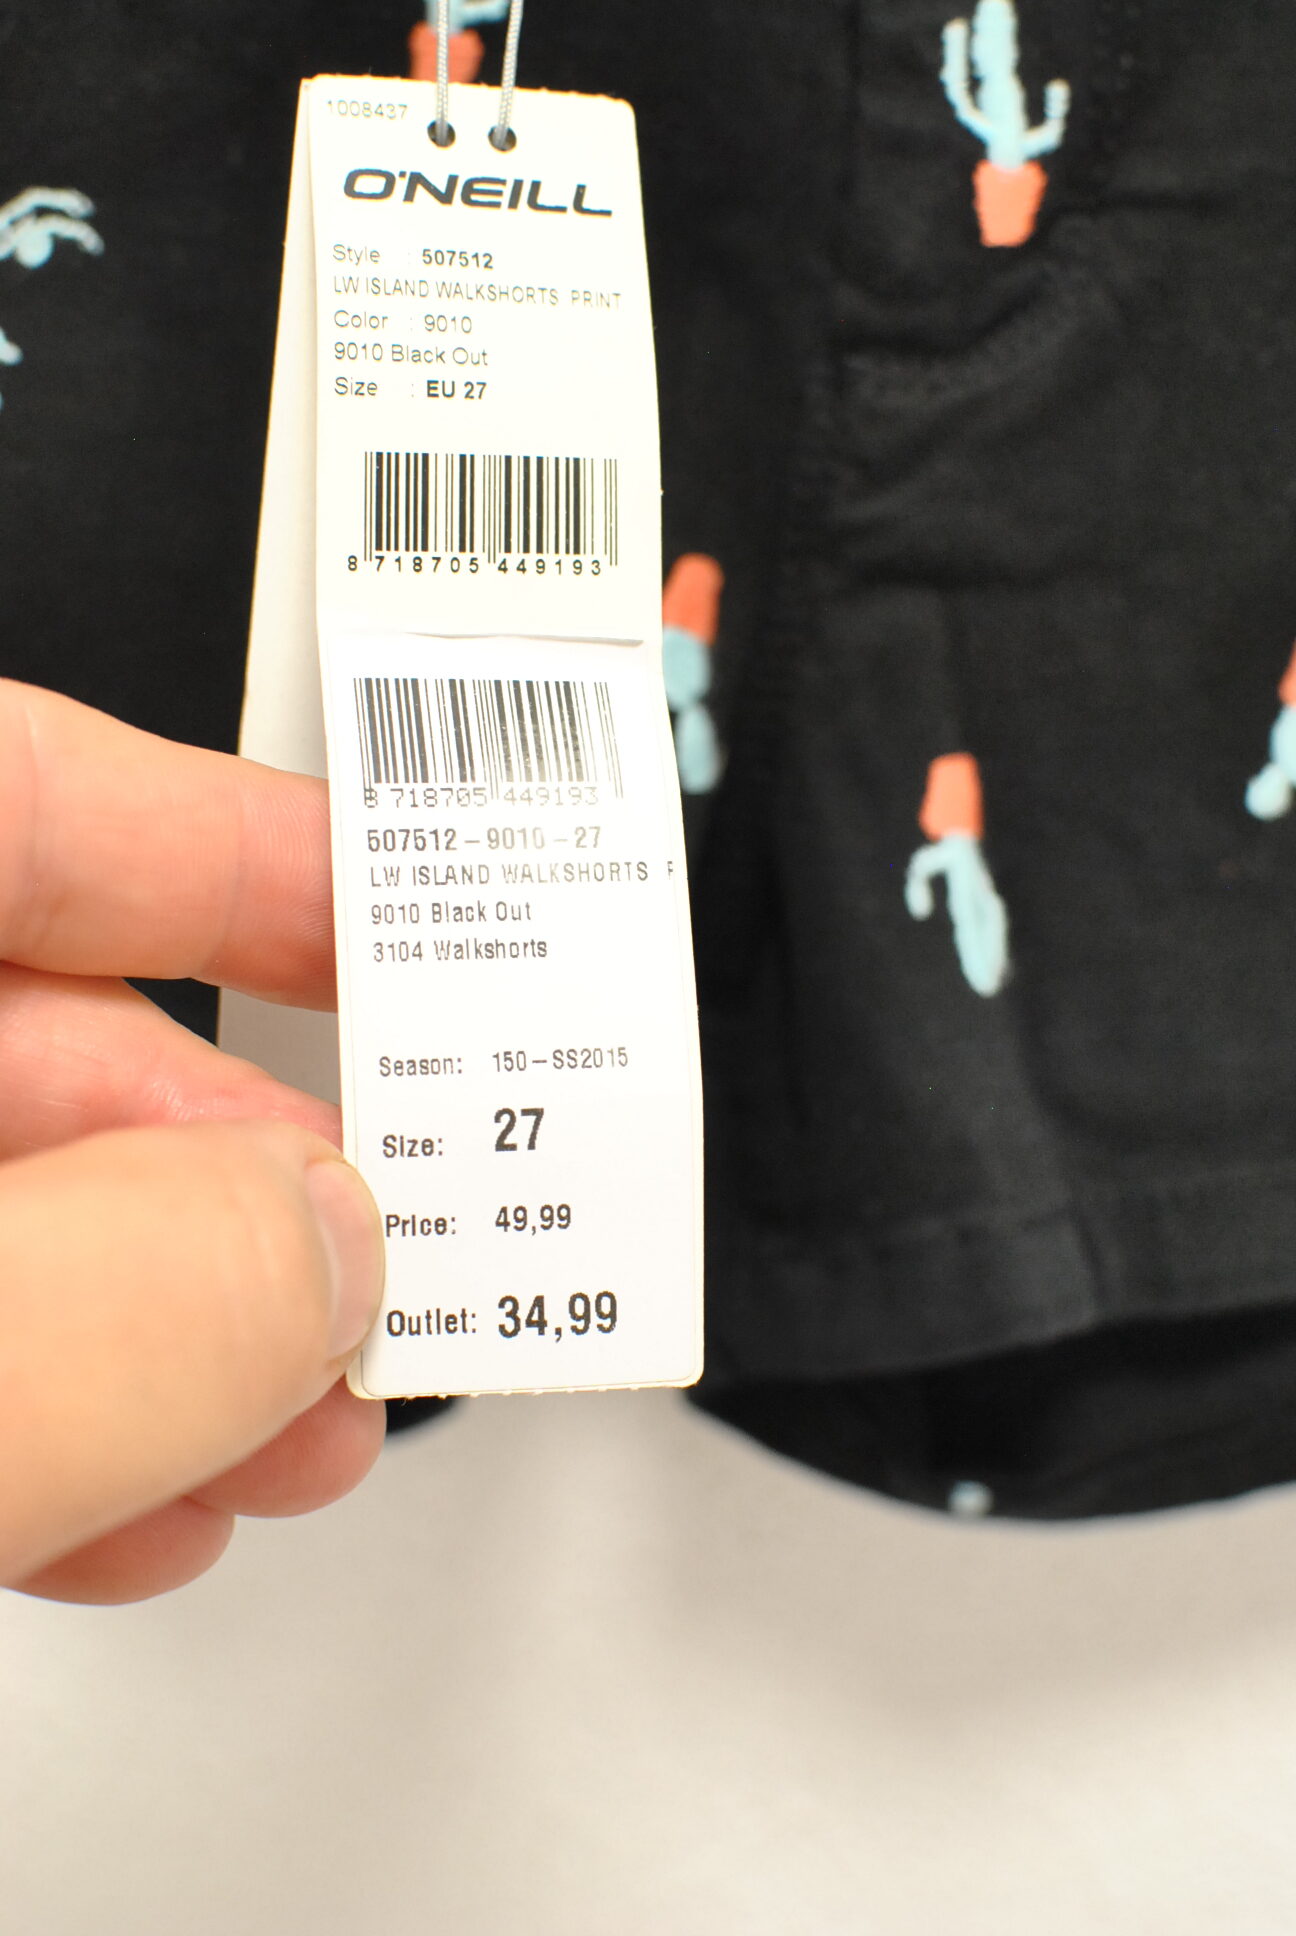 1008437
O'NEILL
Style : 507512
LW ISLAND WALKSHORTS PRINT
Color : 9010
9010 Black Out
Size : EU 27
8 718705 449193
8 718705 449193
507512-9010-27
LW ISLAND WALKSHORTS P
9010 Black Out
3104 Walkshorts
Season: 150-SS2015
Size: 27
Price: 49,99
Outlet: 34,99